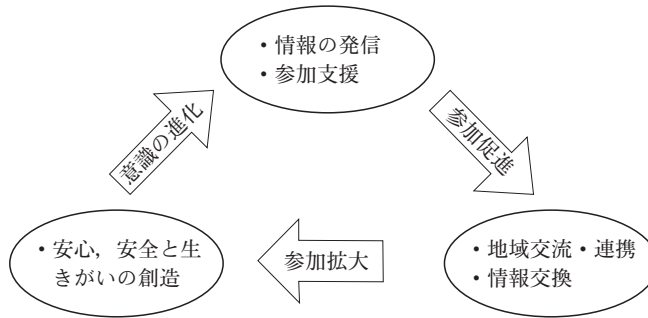 ・情報の発信
・参加支援
意識の進化
参加促進
・安心，安全と生
きがいの創造
参加拡大
・地域交流・連携
・情報交換